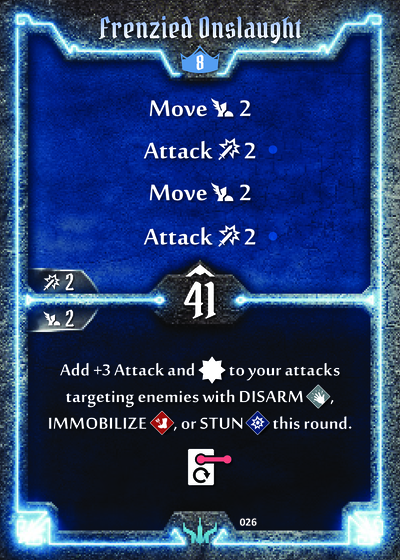 Frenzied Onslaught
8
Move 2
Attack 2
Move 2
Attack 2
2
41
2
Add +3 Attack and to your attacks
targeting enemies with DISARM ,
IMMOBILIZE , or STUN this round.
026